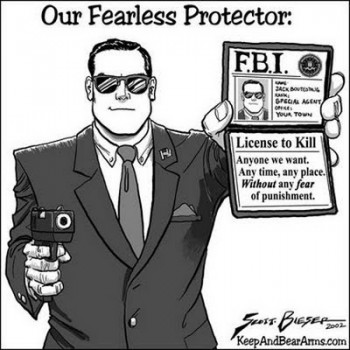 Our Fearless Protector:
F.B.I.
NAME:
JACK BOOTEDTHUG
RANK:
SPECIAL AGENT
OFFICE:
YOUR TOWN
License to Kill
Anyone we want.
Any time, any place.
Without any fear
of punishment.
SCOTT BIESER
2002
KeepAndBearArms.com